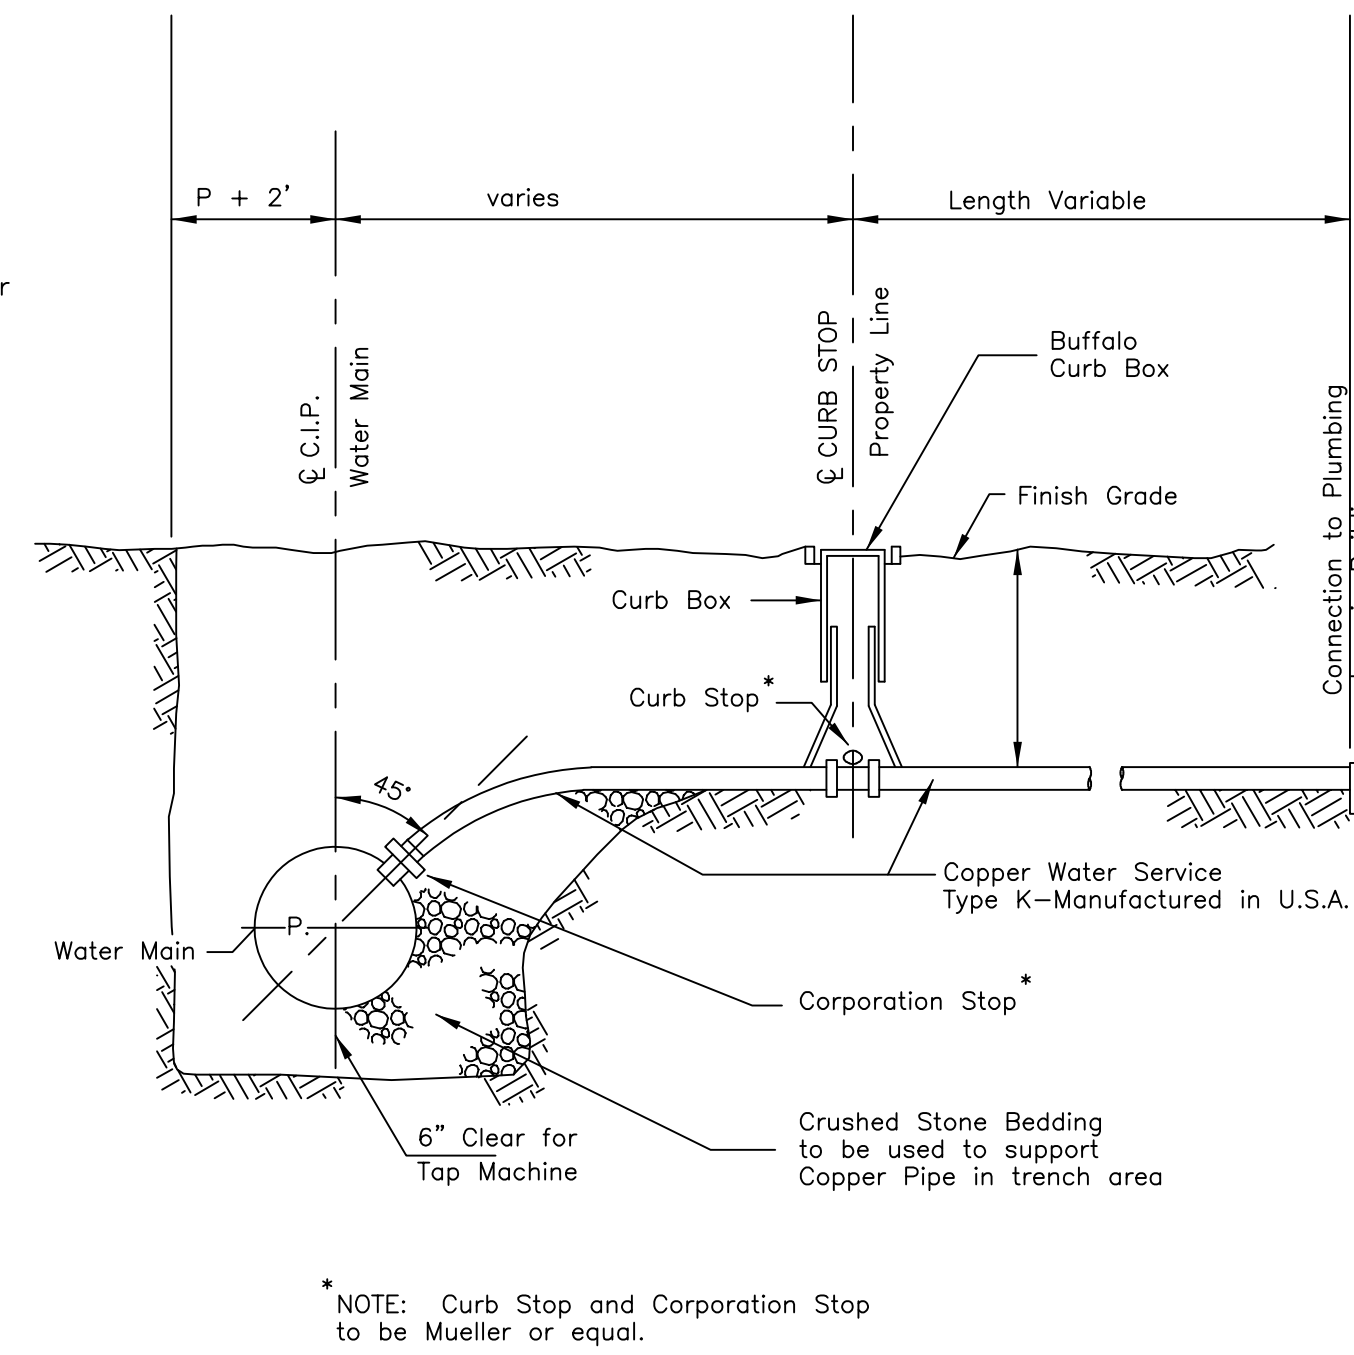 P + 2'
varies
Length Variable
r
Buffalo
Curb Box
℄ C.I.P.
Water Main
℄ CURB STOP
Property Line
Connection to Plumbing
Finish Grade
Curb Box
Curb Stop*
45°
P.
Water Main
Copper Water Service
Type K-Manufactured in U.S.A.
Corporation Stop*
Crushed Stone Bedding
to be used to support
Copper Pipe in trench area
6" Clear for
Tap Machine
*NOTE: Curb Stop and Corporation Stop
to be Mueller or equal.